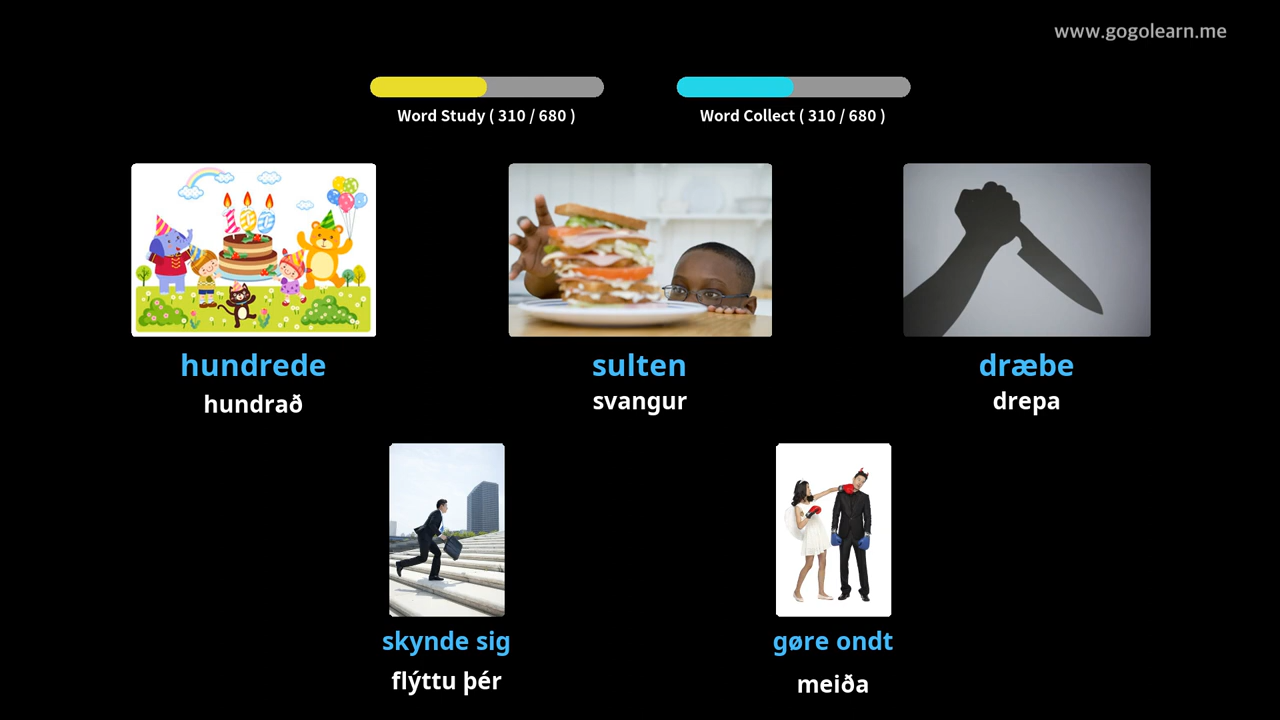 www.gogolearn.me
Word Study ( 310 / 680 )
Word Collect ( 310 / 680 )
100
hundrede
hundrað
sulten
svangur
dræbe
drepa
skynde sig
flýttu þér
gøre ondt
meiða